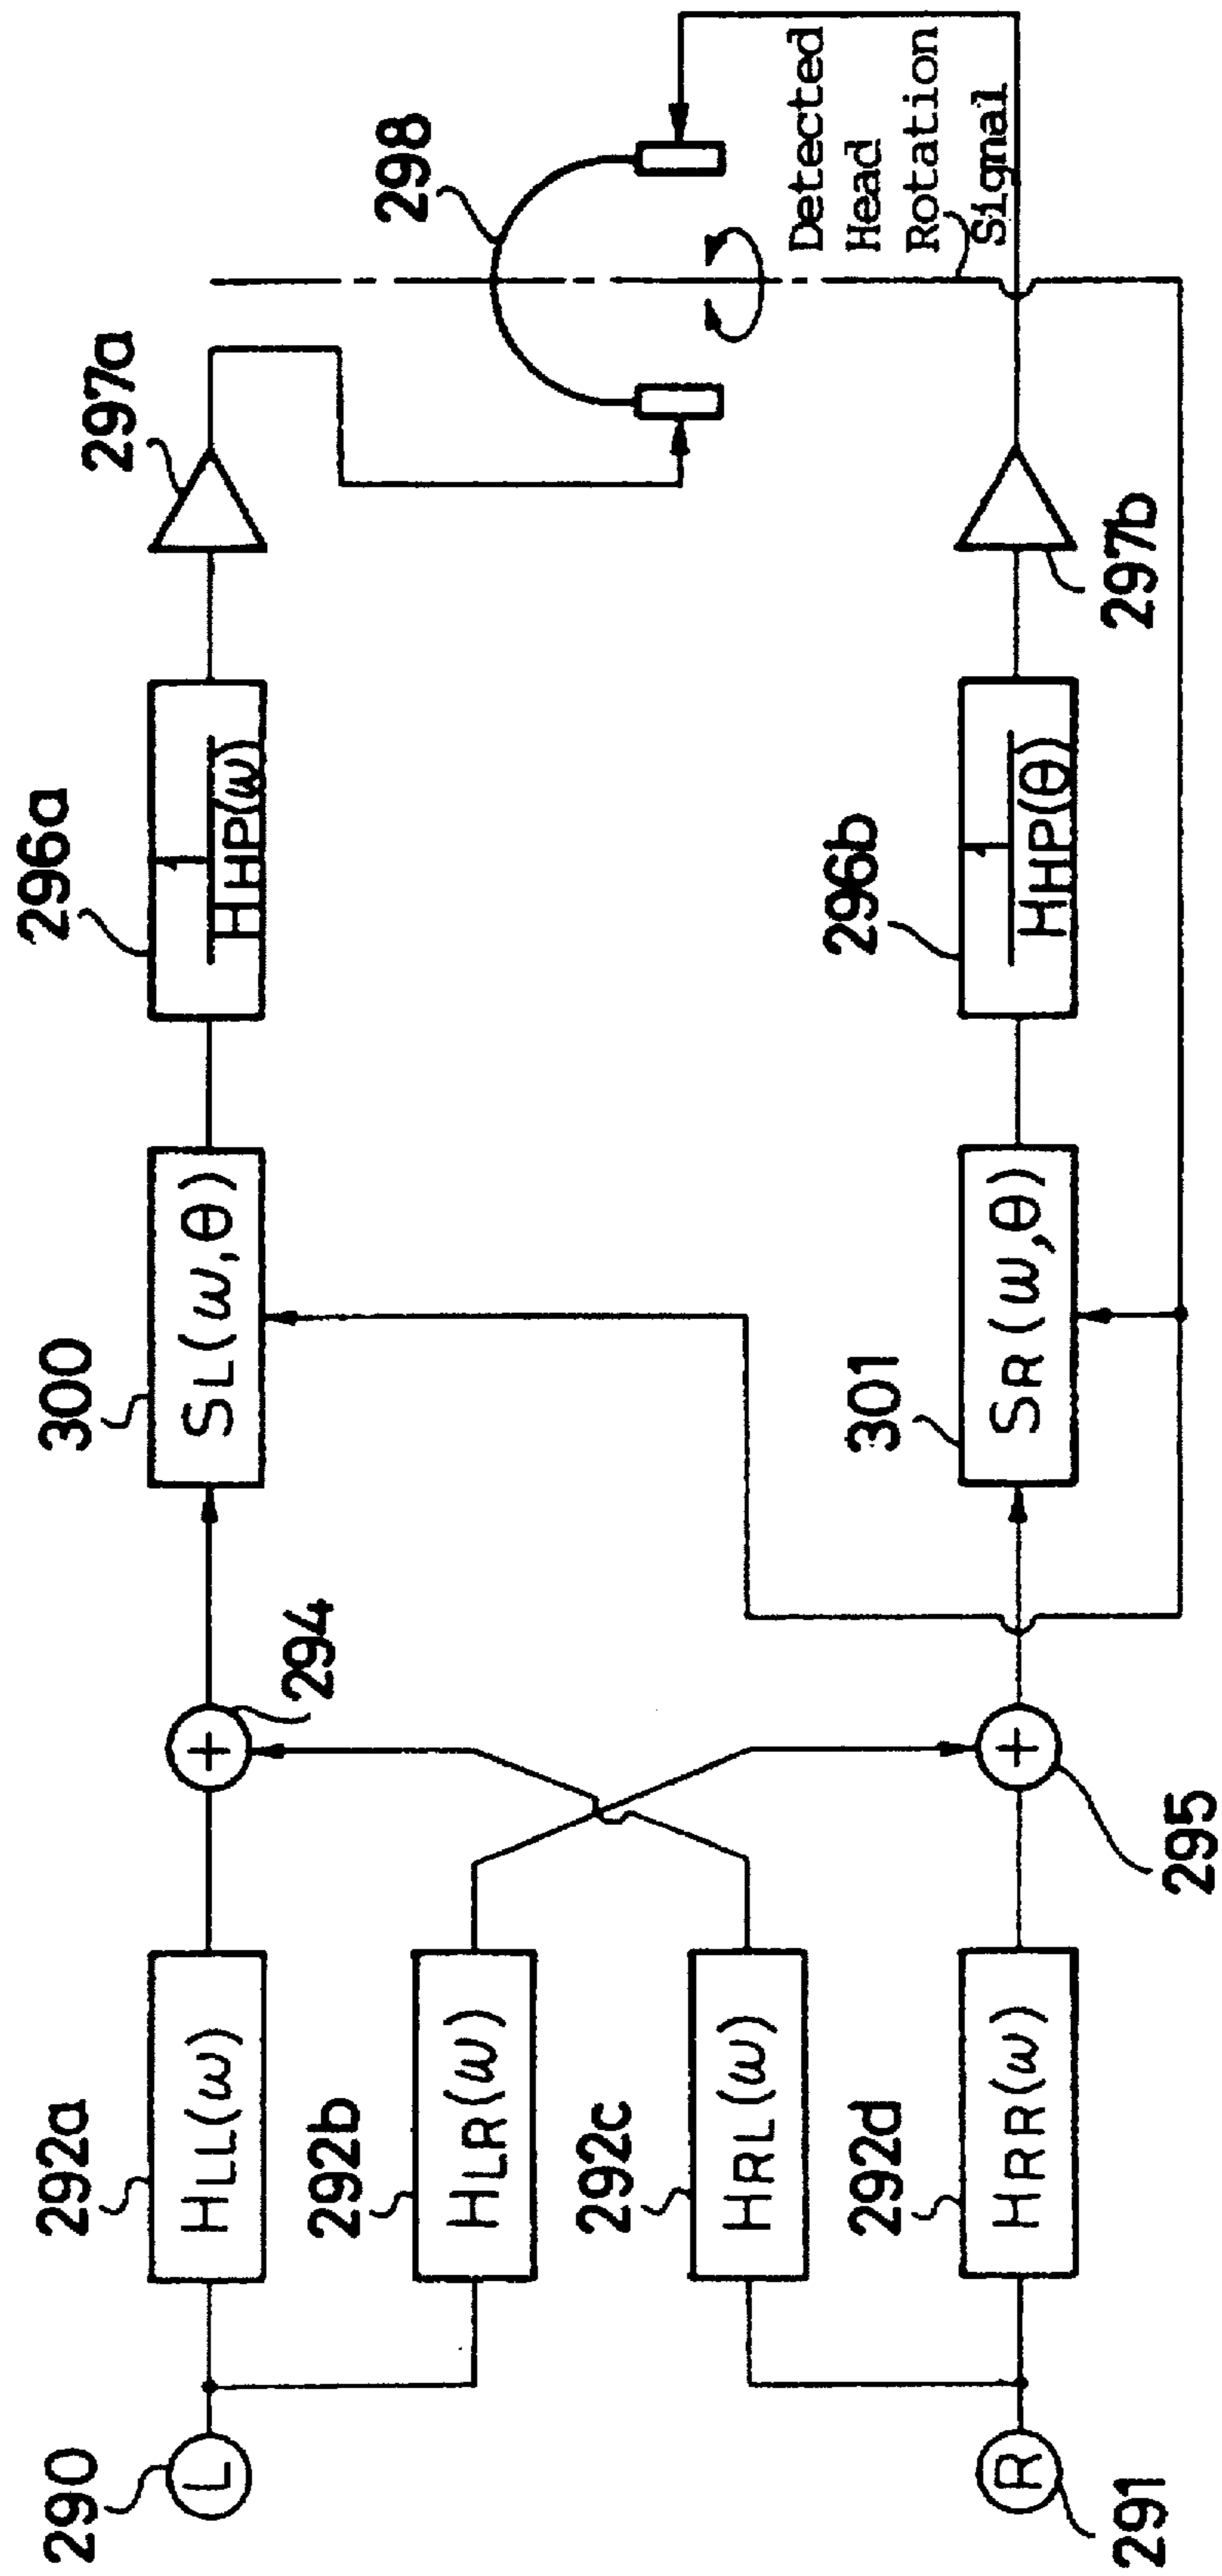 290
L
292a
HLL(ω)
292b
HLR(ω)
292c
HRL(ω)
292d
HRR(ω)
R
291
+
294
+
295
300
SL(ω,θ)
301
SR(ω,θ)
296a
1
HHP(ω)
296b
1
HHP(θ)
297a
297b
298
Detected
Head
Rotation
Signal